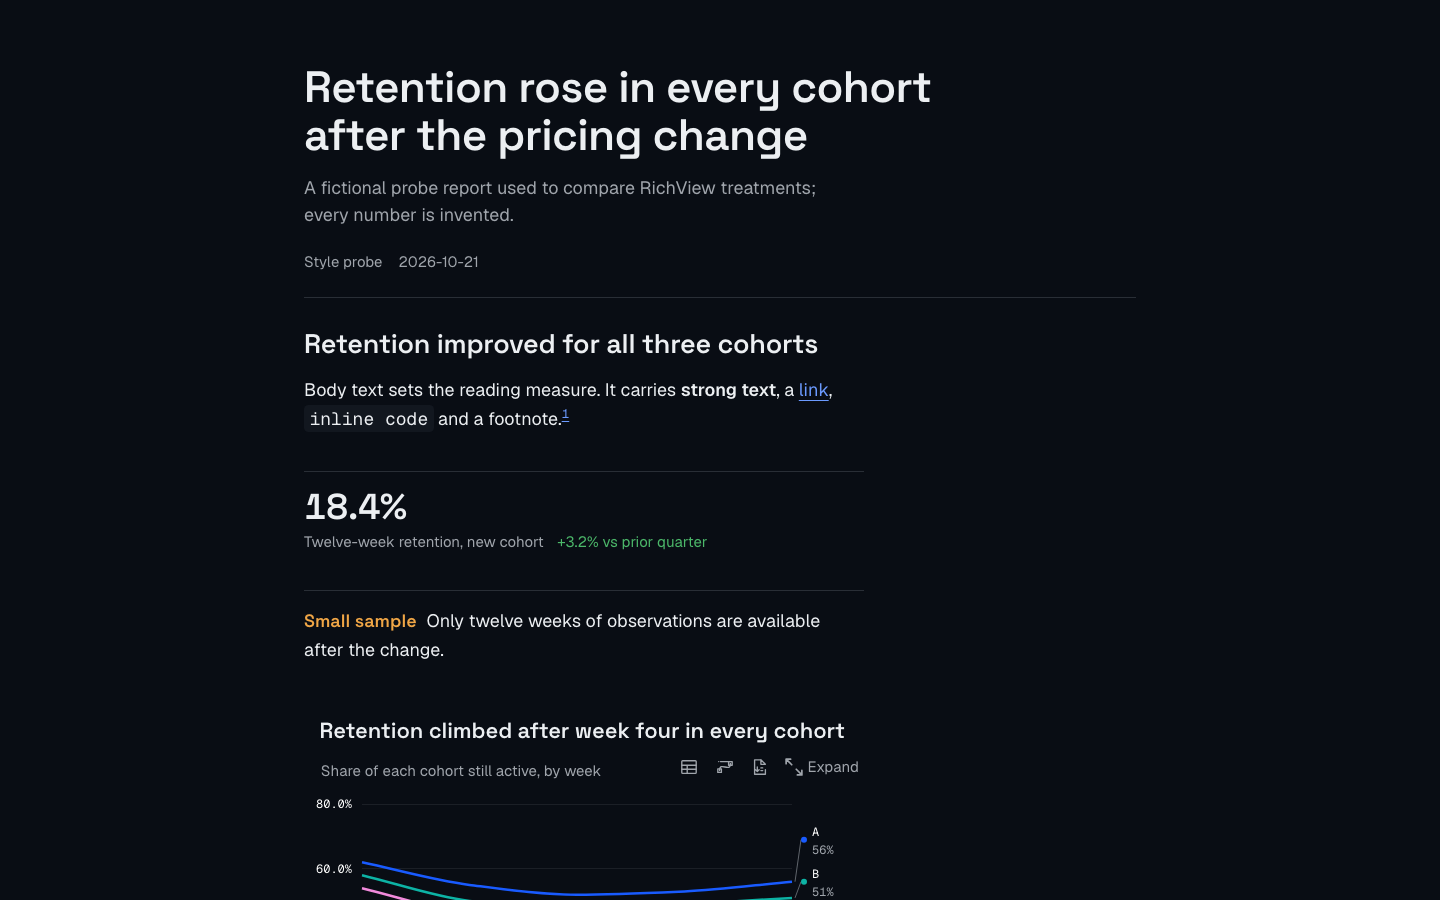 Retention rose in every cohort
after the pricing change
A fictional probe report used to compare RichView treatments;
every number is invented.
Style probe 2026-10-21
Retention improved for all three cohorts
Body text sets the reading measure. It carries strong text, a link,
inline code and a footnote.1
18.4%
Twelve-week retention, new cohort +3.2% vs prior quarter
Small sample Only twelve weeks of observations are available
after the change.
Retention climbed after week four in every cohort
Share of each cohort still active, by week Expand
80.0%
A
56%
60.0%
B
51%